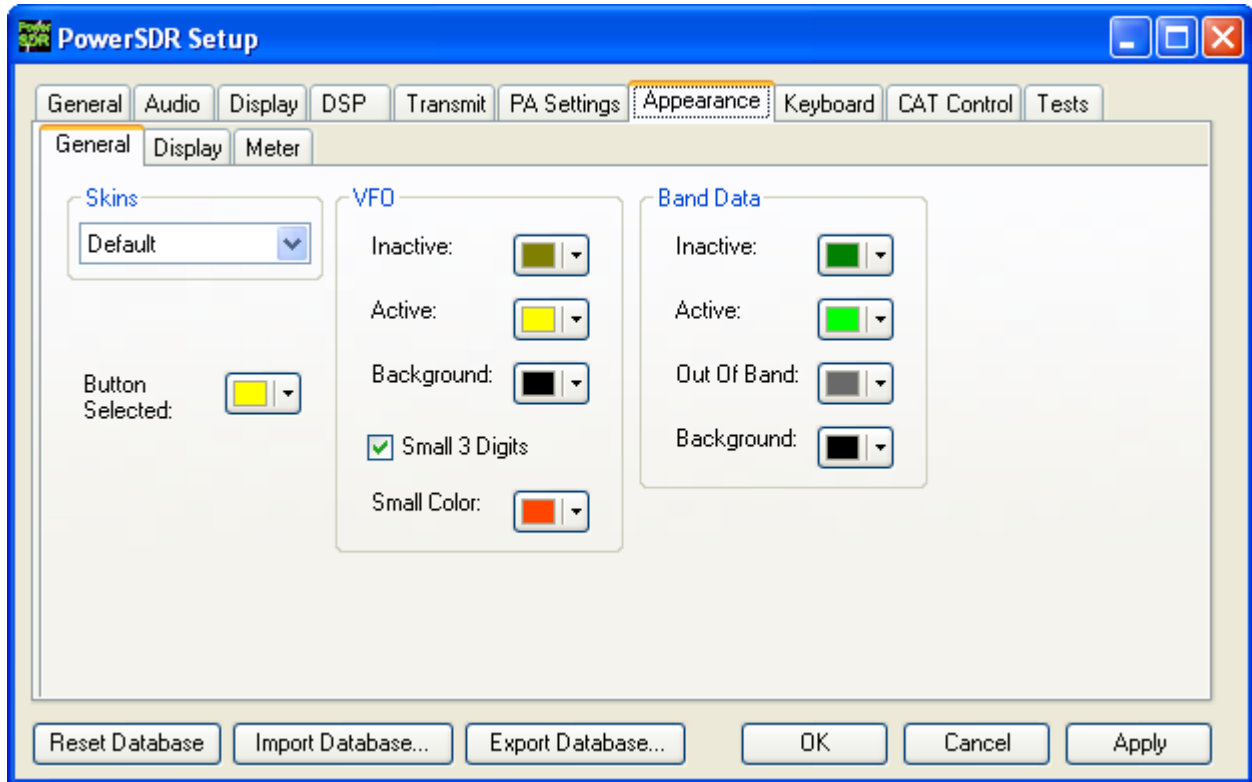 Power SDR PowerSDR Setup
General Audio Display DSP Transmit PA Settings Appearance Keyboard CAT Control Tests
General Display Meter
Skins
Default
Button
Selected:
VFO
Inactive:
Active:
Background:
Small 3 Digits
Small Color:
Band Data
Inactive:
Active:
Out Of Band:
Background:
Reset Database Import Database... Export Database... OK Cancel Apply